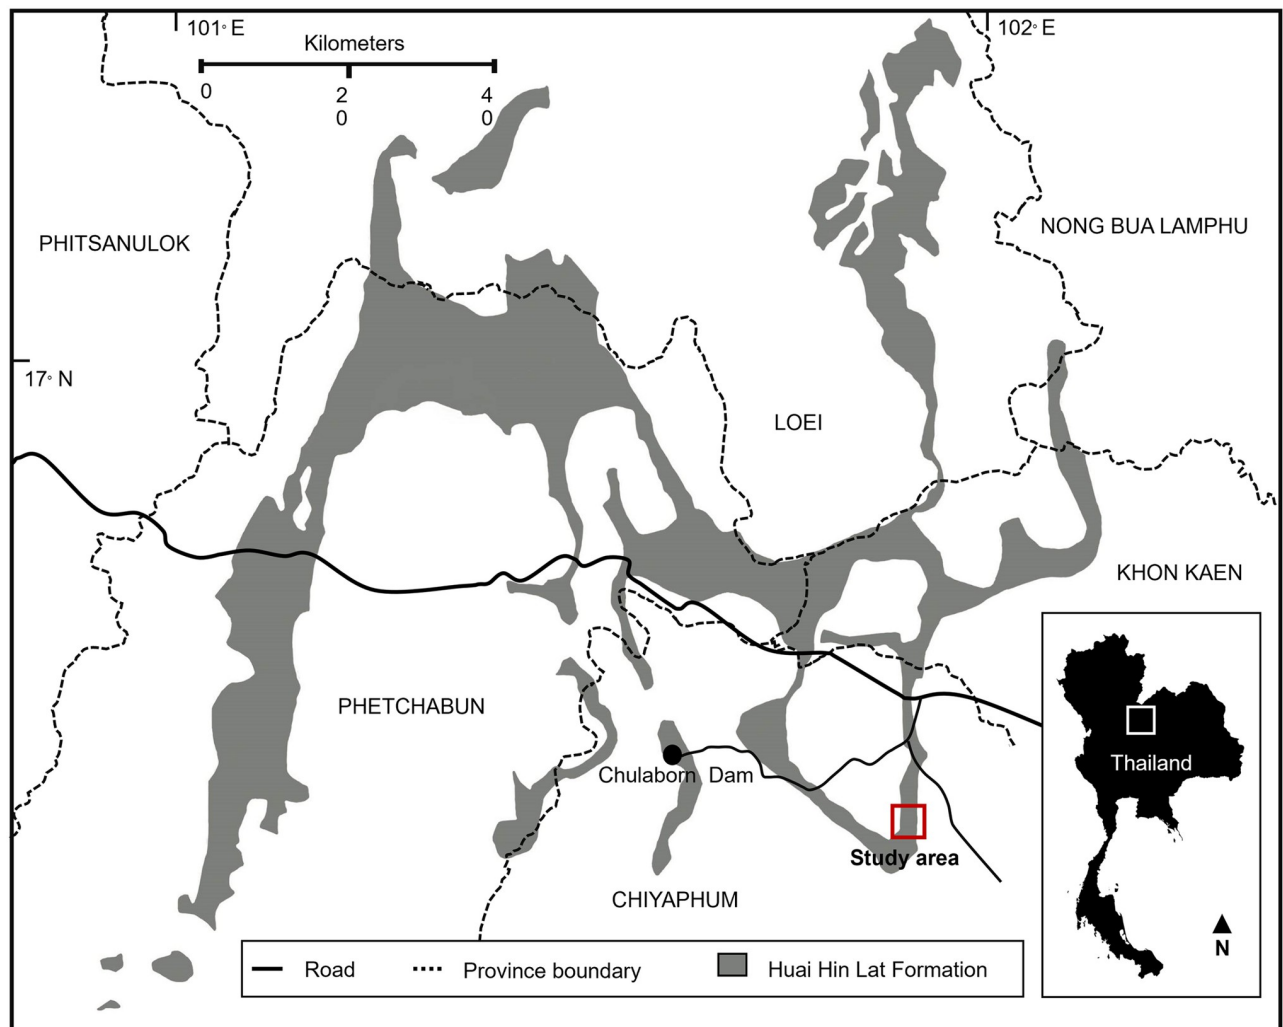 101° E
102° E
Kilometers
0
2
0
4
0
PHITSANULOK
NONG BUA LAMPHU
17° N
LOEI
KHON KAEN
PHETCHABUN
Thailand
Chulaborn Dam
Study area
CHIYAPHUM
N
Road
Province boundary
Huai Hin Lat Formation